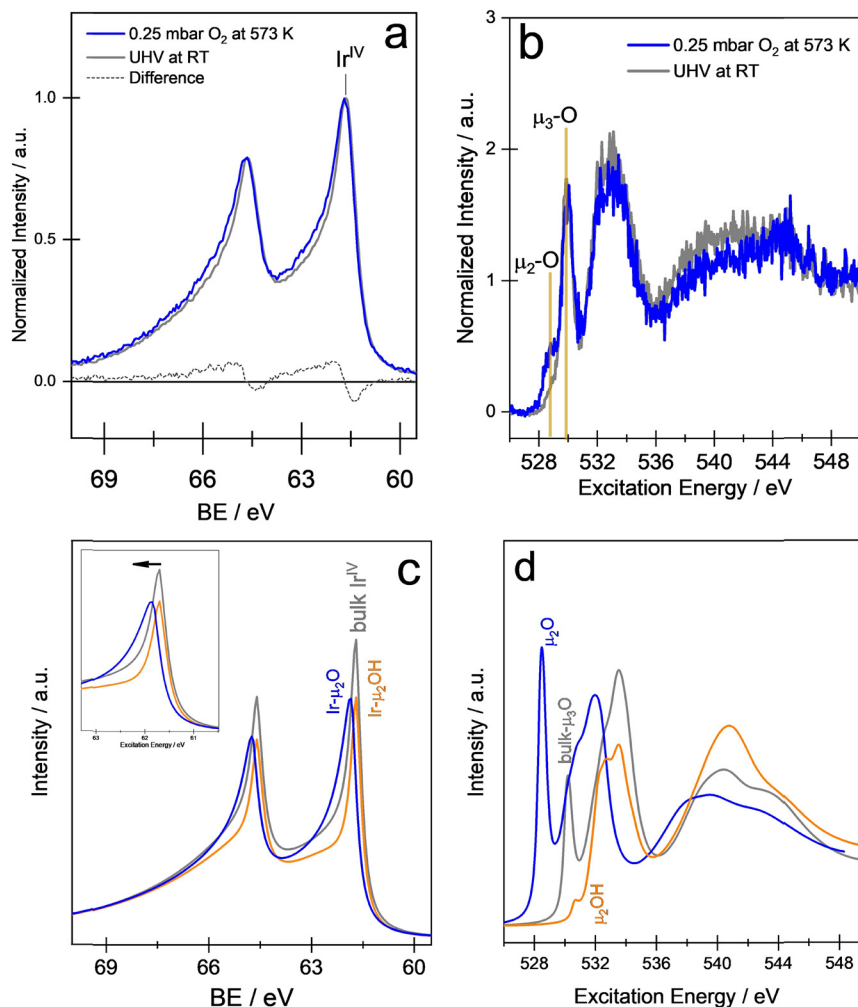 a
0.25 mbar O₂ at 573 K
UHV at RT
Difference
Ir^IV
1.0
0.5
0.0
Normalized Intensity / a.u.
69 66 63 60
BE / eV
b
0.25 mbar O₂ at 573 K
UHV at RT
μ₃-O
μ₂-O
3
2
1
0
Normalized Intensity / a.u.
528 532 536 540 544 548
Excitation Energy / eV
c
bulk Ir^IV
Ir-μ₂O
Ir-μ₂OH
63 62 61
Excitation Energy / eV
Intensity / a.u.
69 66 63 60
BE / eV
d
μ₂O
bulk-μ₃O
μ₂OH
Intensity / a.u.
528 532 536 540 544 548
Excitation Energy / eV